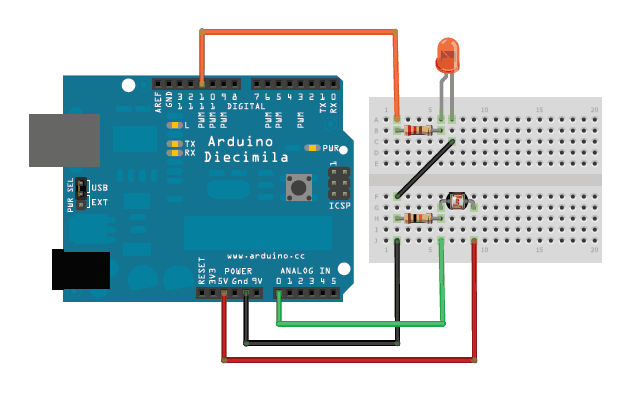 AREF
GND
13
12
11
10
9
8
7
6
5
4
3
2
1
0
PWM PWM PWM PWM PWM PWM
TX
RX
DIGITAL
L
TX
RX
Arduino
Diecimila
PWR
1
ICSP
PWR SEL
USB
EXT
www.arduino.cc
POWER
ANALOG IN
RESET
3V3
5V Gnd 9V
0 1 2 3 4 5
1 5 10 15 20
A
B
C
D
E
F
G
H
I
J
1 5 10 15 20